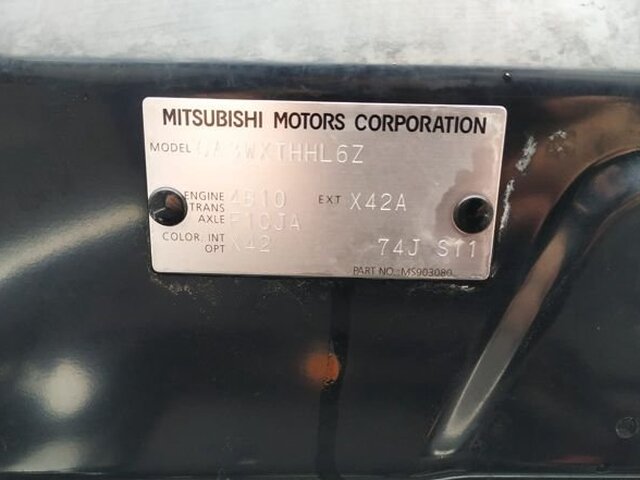 MITSUBISHI MOTORS CORPORATION
MODEL GA3WXTHHL6Z
ENGINE 4B10 EXT X42A
TRANS AXLE F1CJA
COLOR, INT X42
OPT 74J S11
PART NO.:MS903080